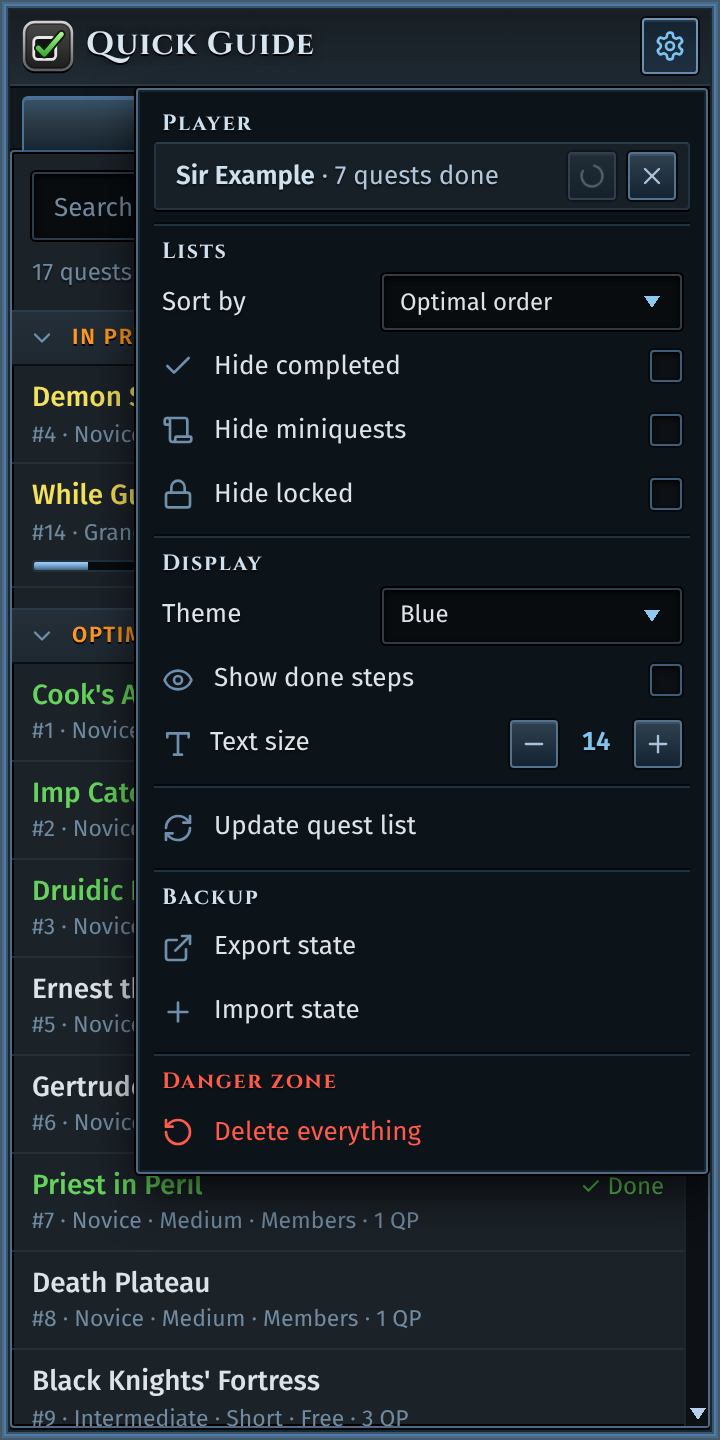 Quick Guide
Player
Sir Example · 7 quests done
Search
17 quests
Lists
Sort by
Optimal order
Hide completed
Hide miniquests
Hide locked
Display
Theme
Blue
Show done steps
Text size
14
Update quest list
Backup
Export state
Import state
Danger zone
Delete everything
IN PR
Demon S
#4 · Novic
While Gu
#14 · Gran
OPTIM
Cook's A
#1 · Novice
Imp Catc
#2 · Novic
Druidic
#3 · Novic
Ernest th
#5 · Novic
Gertrude
#6 · Novic
Priest in Peril
✓ Done
#7 · Novice · Medium · Members · 1 QP
Death Plateau
#8 · Novice · Medium · Members · 1 QP
Black Knights' Fortress
#9 · Intermediate · Short · Free · 3 QP